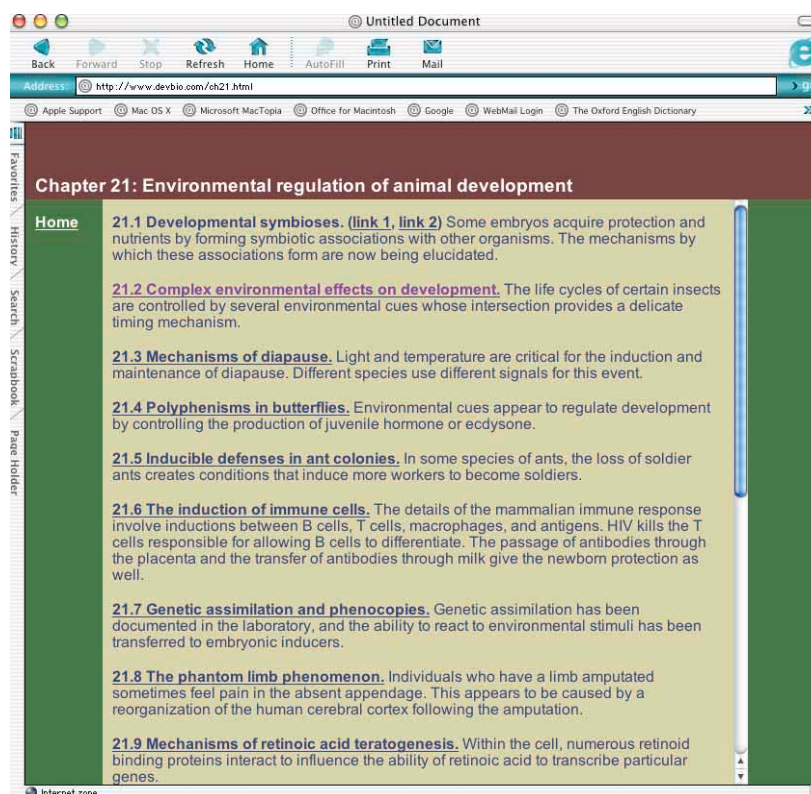 Untitled Document
Back Forward Stop Refresh Home AutoFill Print Mail
Address: http://www.devbio.com/ch21.html
Apple Support Mac OS X Microsoft MacTopia Office for Macintosh Google WebMail Login The Oxford English Dictionary
Favorites
History
Search
Scrapbook
Page Holder
Chapter 21: Environmental regulation of animal development
Home
21.1 Developmental symbioses. (link 1, link 2) Some embryos acquire protection and
nutrients by forming symbiotic associations with other organisms. The mechanisms by
which these associations form are now being elucidated.
21.2 Complex environmental effects on development. The life cycles of certain insects
are controlled by several environmental cues whose intersection provides a delicate
timing mechanism.
21.3 Mechanisms of diapause. Light and temperature are critical for the induction and
maintenance of diapause. Different species use different signals for this event.
21.4 Polyphenisms in butterflies. Environmental cues appear to regulate development
by controlling the production of juvenile hormone or ecdysone.
21.5 Inducible defenses in ant colonies. In some species of ants, the loss of soldier
ants creates conditions that induce more workers to become soldiers.
21.6 The induction of immune cells. The details of the mammalian immune response
involve inductions between B cells, T cells, macrophages, and antigens. HIV kills the T
cells responsible for allowing B cells to differentiate. The passage of antibodies through
the placenta and the transfer of antibodies through milk give the newborn protection as
well.
21.7 Genetic assimilation and phenocopies. Genetic assimilation has been
documented in the laboratory, and the ability to react to environmental stimuli has been
transferred to embryonic inducers.
21.8 The phantom limb phenomenon. Individuals who have a limb amputated
sometimes feel pain in the absent appendage. This appears to be caused by a
reorganization of the human cerebral cortex following the amputation.
21.9 Mechanisms of retinoic acid teratogenesis. Within the cell, numerous retinoid
binding proteins interact to influence the ability of retinoic acid to transcribe particular
genes.
Internet zone